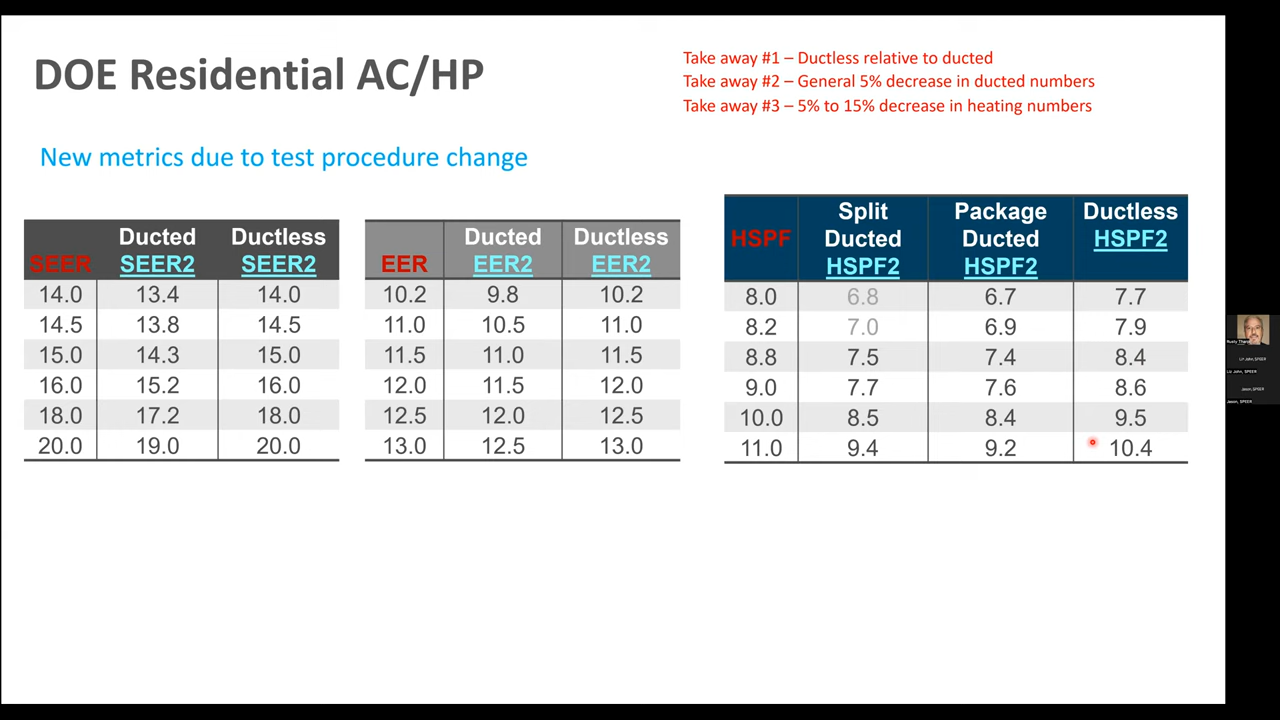 DOE Residential AC/HP
Take away #1 – Ductless relative to ducted
Take away #2 – General 5% decrease in ducted numbers
Take away #3 – 5% to 15% decrease in heating numbers
New metrics due to test procedure change
SEER Ducted SEER2 Ductless SEER2
14.0 13.4 14.0
14.5 13.8 14.5
15.0 14.3 15.0
16.0 15.2 16.0
18.0 17.2 18.0
20.0 19.0 20.0
EER Ducted EER2 Ductless EER2
10.2 9.8 10.2
11.0 10.5 11.0
11.5 11.0 11.5
12.0 11.5 12.0
12.5 12.0 12.5
13.0 12.5 13.0
HSPF Split Ducted HSPF2 Package Ducted HSPF2 Ductless HSPF2
8.0 6.8 6.7 7.7
8.2 7.0 6.9 7.9
8.8 7.5 7.4 8.4
9.0 7.7 7.6 8.6
10.0 8.5 8.4 9.5
11.0 9.4 9.2 10.4
Rusty
Liz John, SPEER
Jason, SPEER
Jason, SPEER